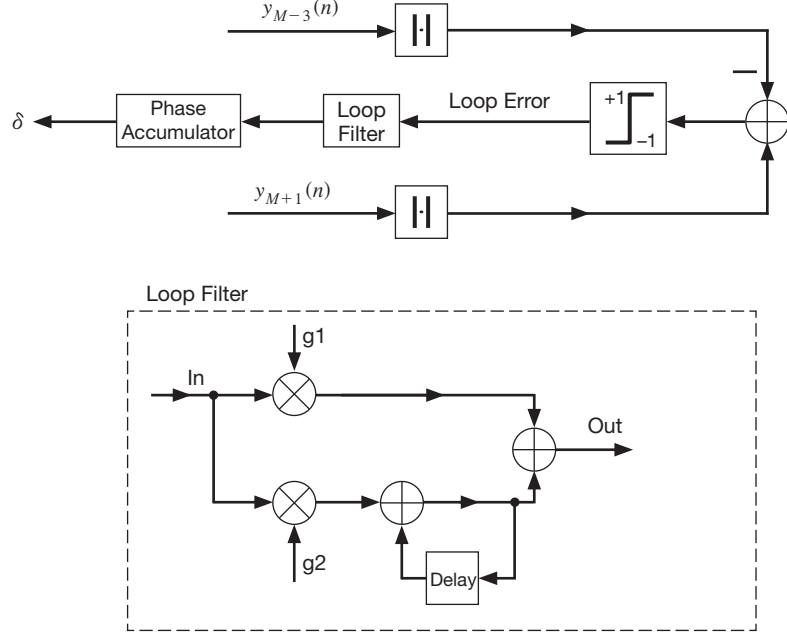 y_{M−3}(n)
|·|
−
δ
Phase
Accumulator
Loop
Filter
Loop Error
+1
−1
y_{M+1}(n)
|·|
Loop Filter
g1
In
Out
g2
Delay